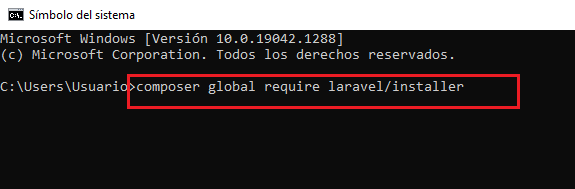 Símbolo del sistema
Microsoft Windows [Versión 10.0.19042.1288]
(c) Microsoft Corporation. Todos los derechos reservados.
C:\Users\Usuario>composer global require laravel/installer